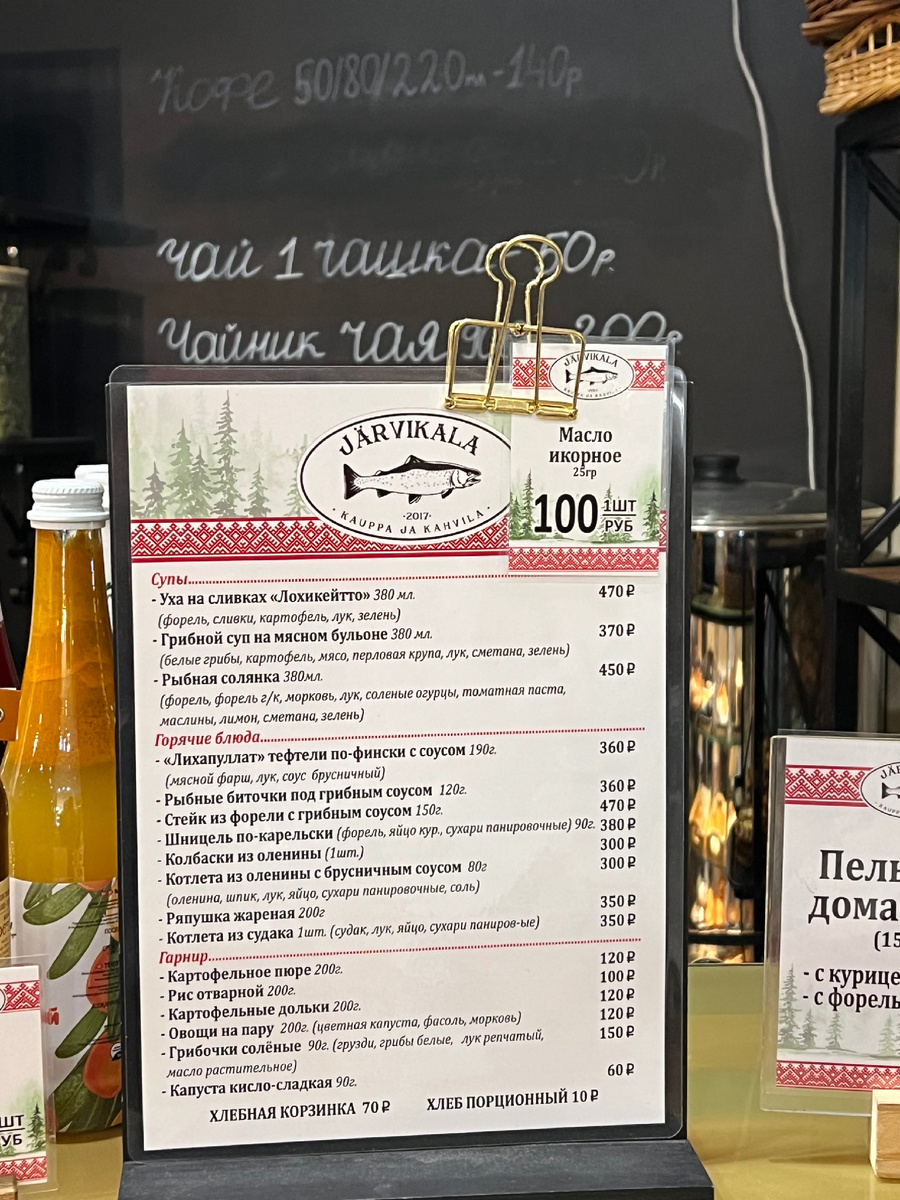 Кофе 50/80/220мл-140р
Чай 1 чашка - 50р.
Чайник чая
JÄRVIKALA
KAUPPA JA KAHVILA
Масло
икорное
25гр
100 1ШТ
РУБ
JÄRVIKALA
·2017·
· KAUPPA JA KAHVILA ·
Супы
- Уха на сливках «Лохикейтто» 380 мл. 470 ₽
(форель, сливки, картофель, лук, зелень)
- Грибной суп на мясном бульоне 380 мл. 370 ₽
(белые грибы, картофель, мясо, перловая крупа, лук, сметана, зелень)
- Рыбная солянка 380мл. 450 ₽
(форель, форель г/к, морковь, лук, соленые огурцы, томатная паста,
маслины, лимон, сметана, зелень)
Горячие блюда
- «Лихапуллат» тефтели по-фински с соусом 190г. 360 ₽
(мясной фарш, лук, соус брусничный)
- Рыбные биточки под грибным соусом 120г. 360 ₽
- Стейк из форели с грибным соусом 150г. 470 ₽
- Шницель по-карельски (форель, яйцо кур., сухари панировочные) 90г. 380 ₽
- Колбаски из оленины (1шт.) 300 ₽
- Котлета из оленины с брусничным соусом 80г 300 ₽
(оленина, шпик, лук, яйцо, сухари панировочные, соль)
- Ряпушка жареная 200г 350 ₽
- Котлета из судака 1шт. (судак, лук, яйцо, сухари паниров-ые) 350 ₽
Гарнир
- Картофельное пюре 200г. 120 ₽
- Рис отварной 200г. 100 ₽
- Картофельные дольки 200г. 120 ₽
- Овощи на пару 200г. (цветная капуста, фасоль, морковь) 120 ₽
- Грибочки солёные 90г. (грузди, грибы белые, лук репчатый, 150 ₽
масло растительное)
- Капуста кисло-сладкая 90г. 60 ₽
ХЛЕБНАЯ КОРЗИНКА 70 ₽ ХЛЕБ ПОРЦИОННЫЙ 10 ₽
Пель
дома
(15
- с курице
- с форель
ШТ
УБ